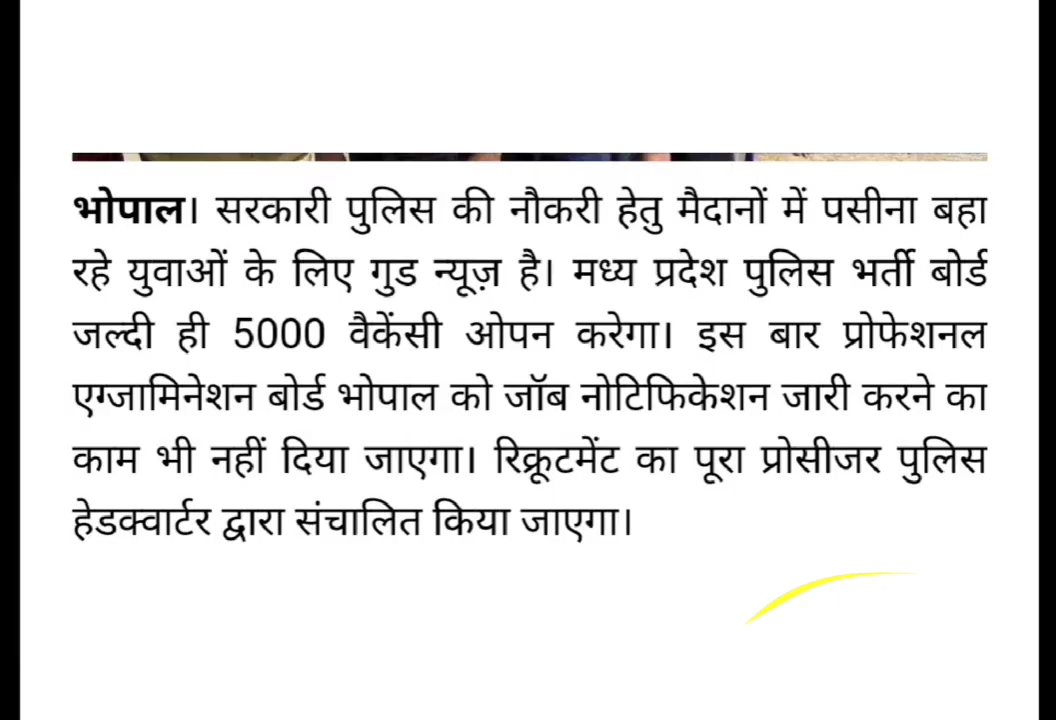 भोपाल। सरकारी पुलिस की नौकरी हेतु मैदानों में पसीना बहा
रहे युवाओं के लिए गुड न्यूज़ है। मध्य प्रदेश पुलिस भर्ती बोर्ड
जल्दी ही 5000 वैकेंसी ओपन करेगा। इस बार प्रोफेशनल
एग्जामिनेशन बोर्ड भोपाल को जॉब नोटिफिकेशन जारी करने का
काम भी नहीं दिया जाएगा। रिक्रूटमेंट का पूरा प्रोसीजर पुलिस
हेडक्वार्टर द्वारा संचालित किया जाएगा।